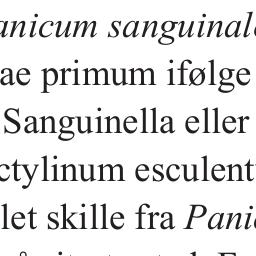 anicum sanguinale
ae primum ifølge
Sanguinella eller
ctylinum esculent
let skille fra Pani